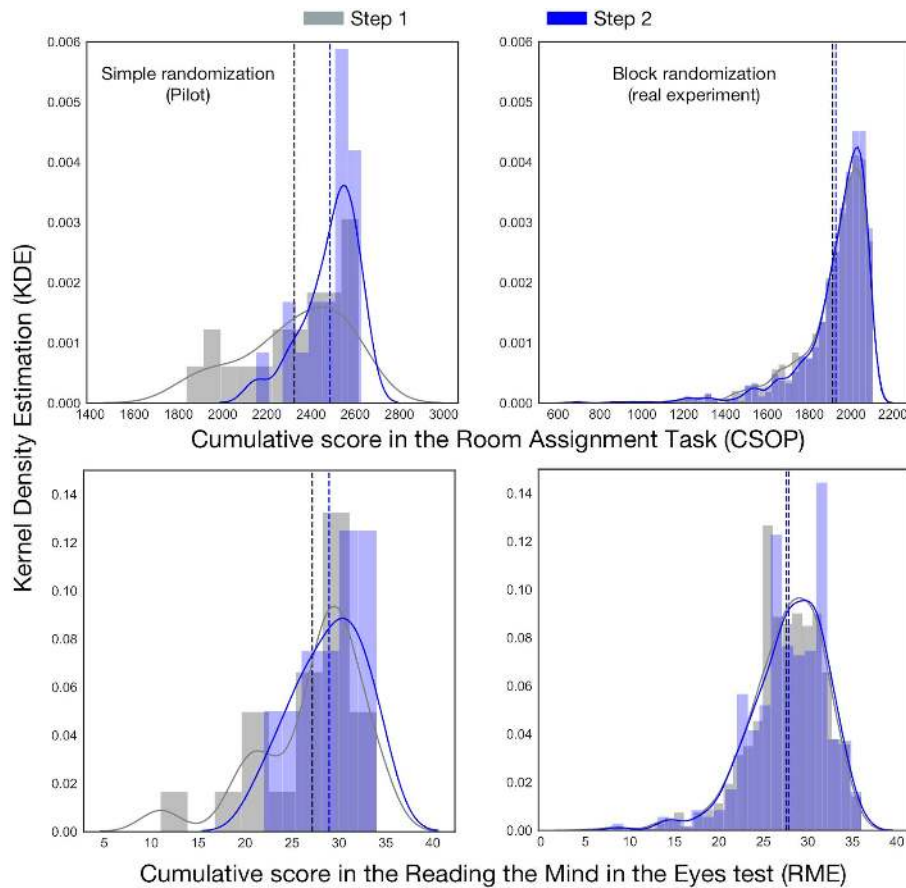 Step 1
Step 2
Kernel Density Estimation (KDE)
0.006
0.005
0.004
0.003
0.002
0.001
0.000
Simple randomization
(Pilot)
1400 1600 1800 2000 2200 2400 2600 2800 3000
0.006
0.005
0.004
0.003
0.002
0.001
0.000
Block randomization
(real experiment)
600 800 1000 1200 1400 1600 1800 2000 2200
Cumulative score in the Room Assignment Task (CSOP)
0.14
0.12
0.10
0.08
0.06
0.04
0.02
0.00
5 10 15 20 25 30 35 40
0.14
0.12
0.10
0.08
0.06
0.04
0.02
0.00
0 5 10 15 20 25 30 35 40
Cumulative score in the Reading the Mind in the Eyes test (RME)